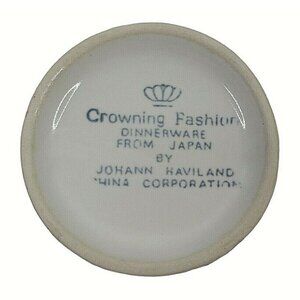 Crowning Fashion
DINNERWARE
FROM JAPAN
BY
JOHANN HAVILAND
CHINA CORPORATION